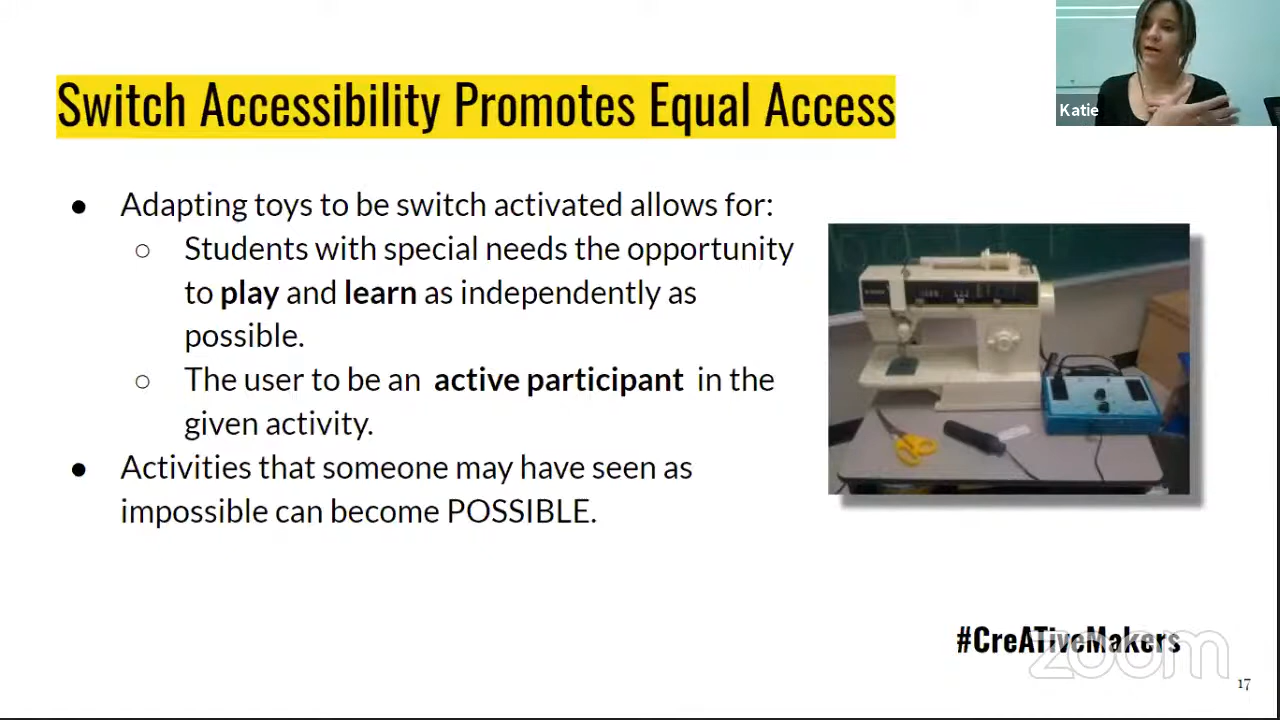 Switch Accessibility Promotes Equal Access
Katie
● Adapting toys to be switch activated allows for:
○ Students with special needs the opportunity
to play and learn as independently as
possible.
○ The user to be an active participant in the
given activity.
● Activities that someone may have seen as
impossible can become POSSIBLE.
#CreATiveMakers
zoom
17